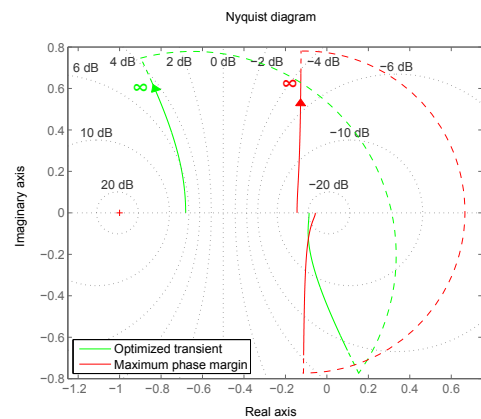 Nyquist diagram
0.8
6 dB
4 dB
2 dB
0 dB
−2 dB
−4 dB
−6 dB
∞
∞
0.6
0.4
10 dB
−10 dB
0.2
20 dB
−20 dB
0
Imaginary axis
−0.2
−0.4
−0.6
Optimized transient
Maximum phase margin
−0.8
−1.2
−1
−0.8
−0.6
−0.4
−0.2
0
0.2
0.4
0.6
Real axis